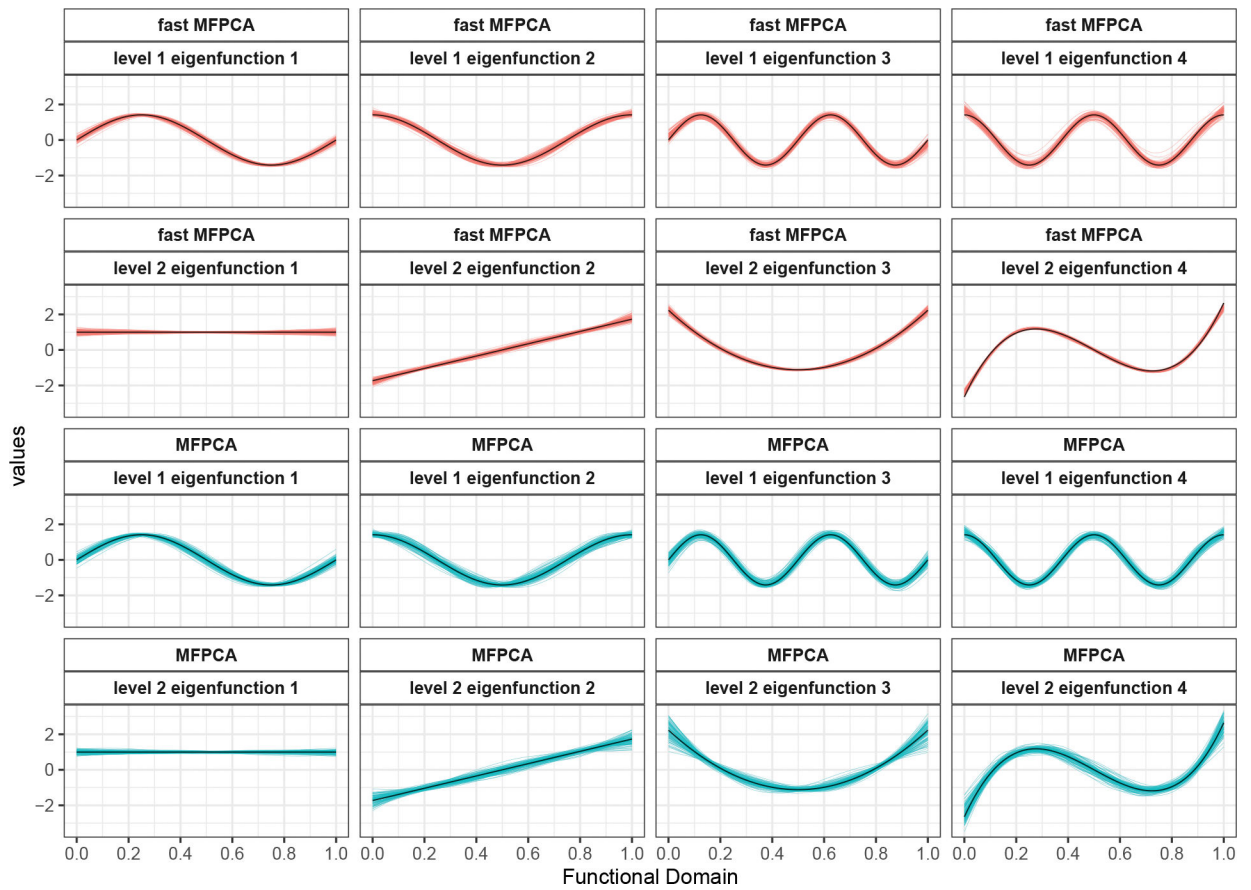 fast MFPCA fast MFPCA fast MFPCA fast MFPCA
level 1 eigenfunction 1 level 1 eigenfunction 2 level 1 eigenfunction 3 level 1 eigenfunction 4
2
0
−2
fast MFPCA fast MFPCA fast MFPCA fast MFPCA
level 2 eigenfunction 1 level 2 eigenfunction 2 level 2 eigenfunction 3 level 2 eigenfunction 4
2
0
−2
values
MFPCA MFPCA MFPCA MFPCA
level 1 eigenfunction 1 level 1 eigenfunction 2 level 1 eigenfunction 3 level 1 eigenfunction 4
2
0
−2
MFPCA MFPCA MFPCA MFPCA
level 2 eigenfunction 1 level 2 eigenfunction 2 level 2 eigenfunction 3 level 2 eigenfunction 4
2
0
−2
0.0 0.2 0.4 0.6 0.8 1.0 0.0 0.2 0.4 0.6 0.8 1.0 0.0 0.2 0.4 0.6 0.8 1.0 0.0 0.2 0.4 0.6 0.8 1.0
Functional Domain